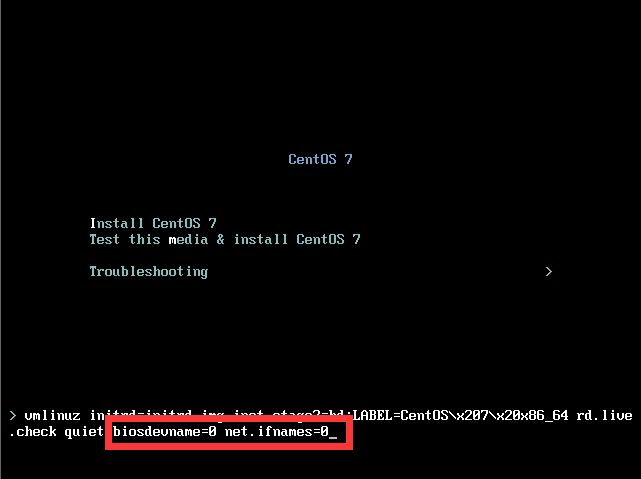 CentOS 7
Install CentOS 7
Test this media & install CentOS 7
Troubleshooting >
> vmlinuz initrd=initrd.img inst.stage2=hd:LABEL=CentOS\x207\x20x86_64 rd.live
.check quiet biosdevname=0 net.ifnames=0_